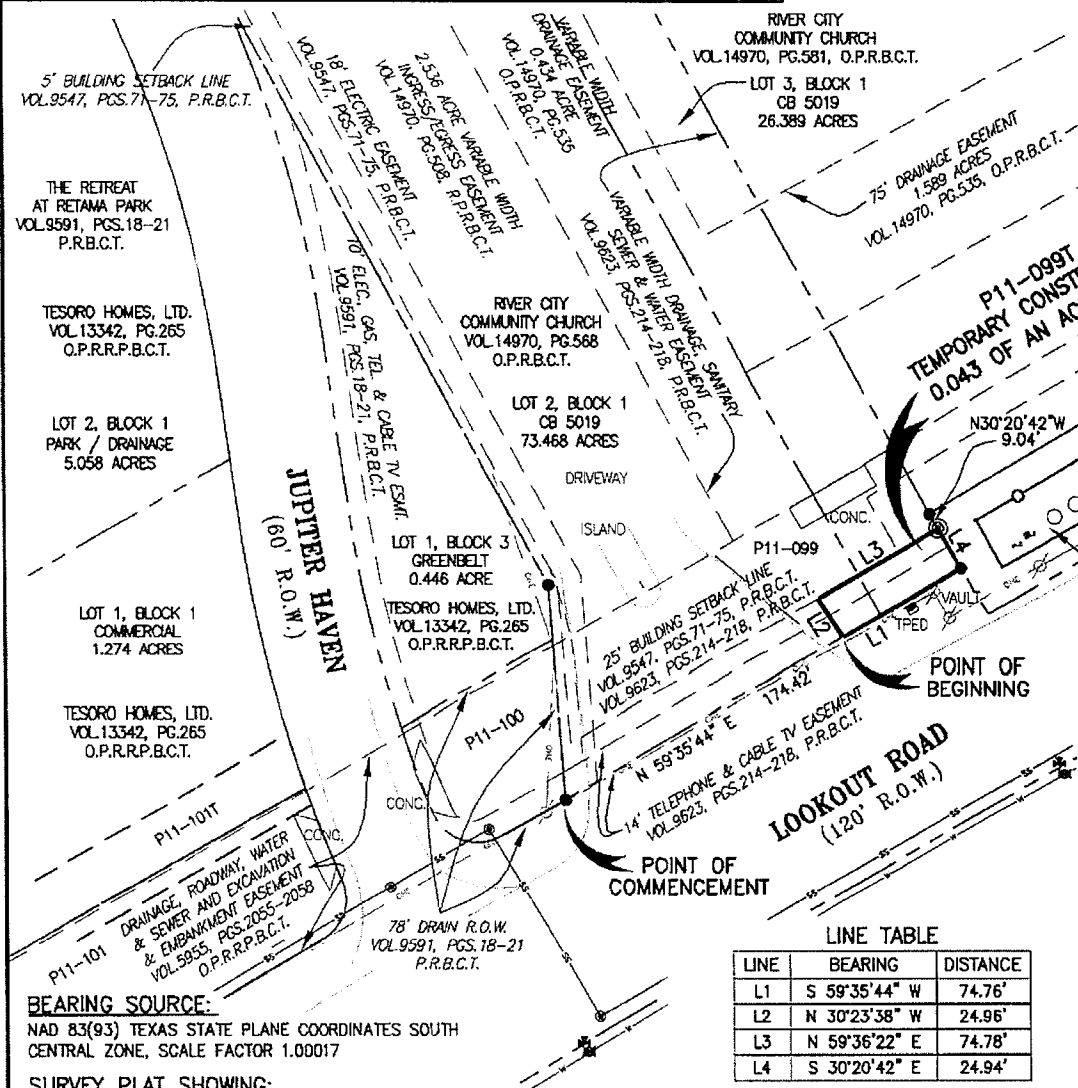 RIVER CITY
COMMUNITY CHURCH
VOL.14970, PG.581, O.P.R.B.C.T.
LOT 3, BLOCK 1
CB 5019
26.389 ACRES
5' BUILDING SETBACK LINE
VOL.9547, PGS.71-75, P.R.B.C.T.
18' ELECTRIC EASEMENT
VOL.9547, PGS.71-75, P.R.B.C.T.
2.536 ACRE VARIABLE WIDTH
INGRESS/EGRESS EASEMENT
VOL.14970, PG.508, R.P.R.B.C.T.
VARIABLE WIDTH
DRAINAGE EASEMENT
0.434 ACRE
VOL.14970, PG.535
O.P.R.B.C.T.
75' DRAINAGE EASEMENT
1.589 ACRES
VOL.14970, PG.535, O.P.R.B.C.T.
THE RETREAT
AT RETAMA PARK
VOL.9591, PGS.18-21
P.R.B.C.T.
TESORO HOMES, LTD.
VOL.13342, PG.265
O.P.R.R.P.B.C.T.
LOT 2, BLOCK 1
PARK / DRAINAGE
5.058 ACRES
10' ELEC., GAS, TEL. & CABLE TV ESMT.
VOL.9591, PGS.18-21, P.R.B.C.T.
RIVER CITY
COMMUNITY CHURCH
VOL.14970, PG.568
O.P.R.B.C.T.
LOT 2, BLOCK 1
CB 5019
73.468 ACRES
VARIABLE WIDTH DRAINAGE, SANITARY
SEWER & WATER EASEMENT
VOL.9623, PGS.214-218, P.R.B.C.T.
P11-099T
TEMPORARY CONST
0.043 OF AN AC
N30°20'42"W
9.04'
DRIVEWAY
ISLAND
CONC.
P11-099
L3
L4
L2
L1
VAULT
TPED
OHE
JUPITER HAVEN
(60' R.O.W.)
LOT 1, BLOCK 3
GREENBELT
0.446 ACRE
TESORO HOMES, LTD.
VOL.13342, PG.265
O.P.R.R.P.B.C.T.
OHE
25' BUILDING SETBACK LINE
VOL.9547, PGS.71-75, P.R.B.C.T.
VOL.9623, PGS.214-218, P.R.B.C.T.
POINT OF
BEGINNING
LOT 1, BLOCK 1
COMMERCIAL
1.274 ACRES
TESORO HOMES, LTD.
VOL.13342, PG.265
O.P.R.R.P.B.C.T.
P11-100
N 59°35'44" E 174.42'
14' TELEPHONE & CABLE TV EASEMENT
VOL.9623, PGS.214-218, P.R.B.C.T.
LOOKOUT ROAD
(120' R.O.W.)
P11-101T
CONC.
CONC.
POINT OF
COMMENCEMENT
P11-101
DRAINAGE, ROADWAY, WATER
& SEWER AND EXCAVATION
& EMBANKMENT EASEMENT
VOL.5955, PGS.2055-2058
O.P.R.R.P.B.C.T.
78' DRAIN R.O.W.
VOL.9591, PGS.18-21
P.R.B.C.T.
LINE TABLE
LINE BEARING DISTANCE
L1 S 59°35'44" W 74.76'
L2 N 30°23'38" W 24.96'
L3 N 59°36'22" E 74.78'
L4 S 30°20'42" E 24.94'
BEARING SOURCE:
NAD 83(93) TEXAS STATE PLANE COORDINATES SOUTH
CENTRAL ZONE, SCALE FACTOR 1.00017
SURVEY PLAT SHOWING: